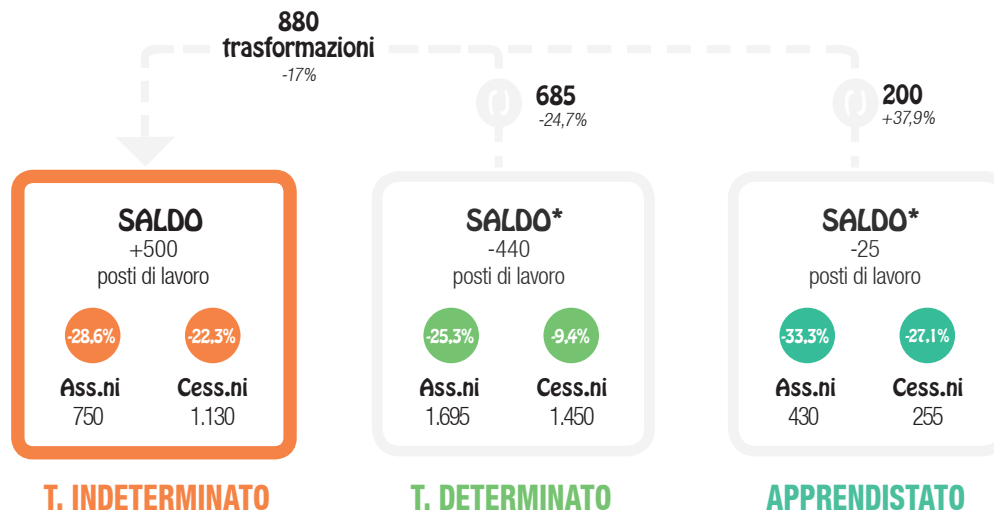 880
trasformazioni
-17%
685
-24,7%
200
+37,9%
SALDO
+500
posti di lavoro
-28,6%
-22,3%
Ass.ni
Cess.ni
750
1.130
T. INDETERMINATO
SALDO*
-440
posti di lavoro
-25,3%
-9,4%
Ass.ni
Cess.ni
1.695
1.450
T. DETERMINATO
SALDO*
-25
posti di lavoro
-33,3%
-27,1%
Ass.ni
Cess.ni
430
255
APPRENDISTATO